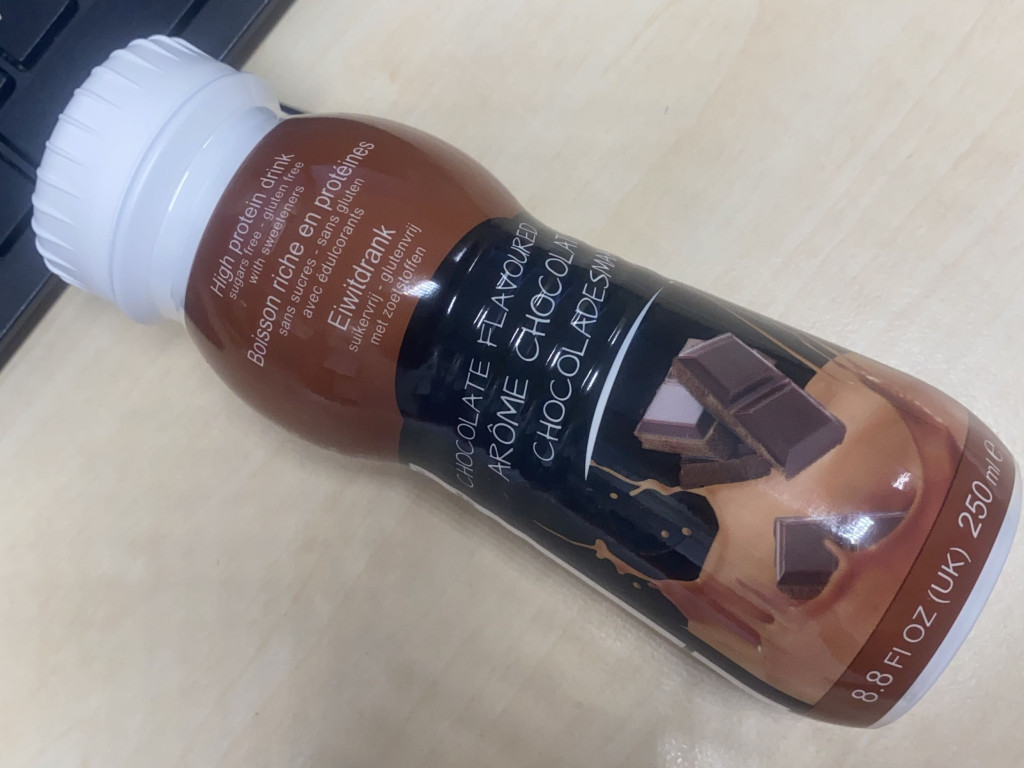 High protein drink
sugars free - gluten free
with sweeteners
Boisson riche en protéines
sans sucres - sans gluten
avec édulcorants
Eiwitdrank
suikervrij - glutenvrij
met zoetstoffen
CHOCOLATE FLAVOURED
ARÔME CHOCOLAT
8.8 Fl OZ (UK) 250 ml e